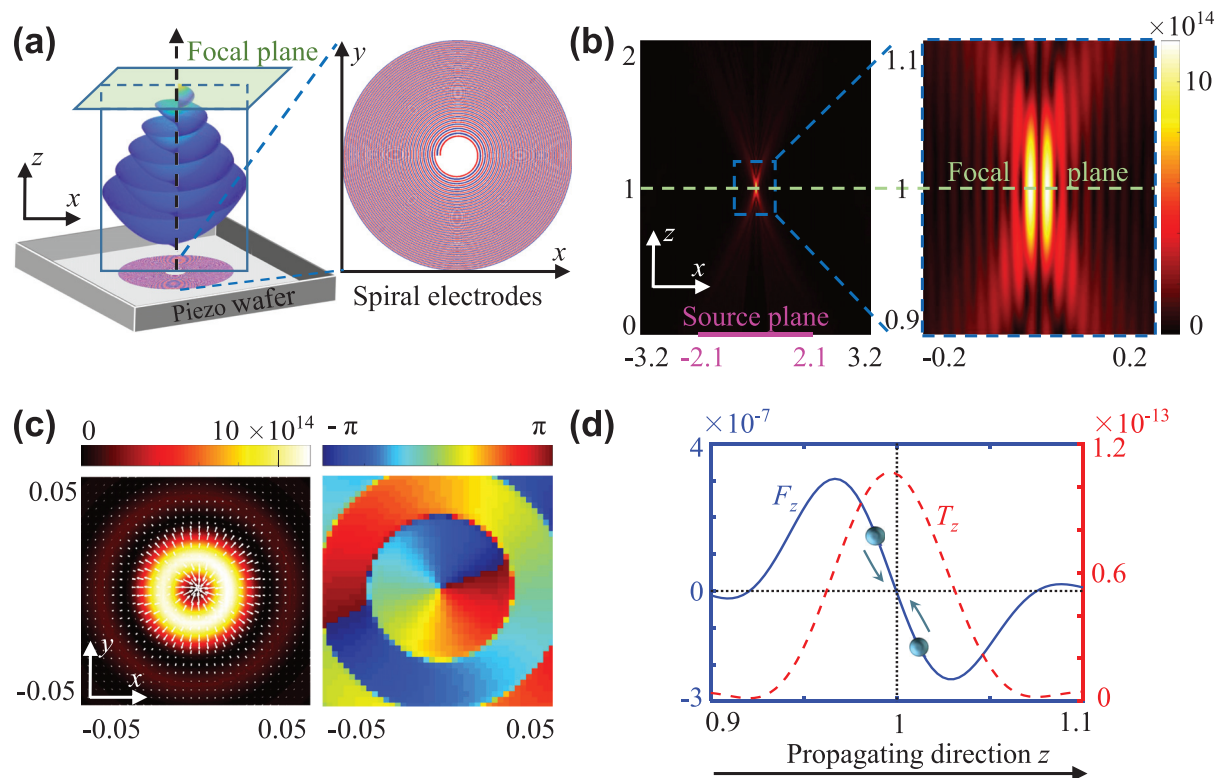 (a)
Focal plane
z
x
Piezo wafer
y
x
Spiral electrodes
(b)
2
1
0
z
x
Source plane
-3.2
-2.1
2.1
3.2
1.1
1
0.9
Focal plane
-0.2
0.2
×10^14
10
0
(c)
0
10 ×10^14
-π
π
0.05
-0.05
y
x
-0.05
0.05
-0.05
0.05
(d)
×10^-7
4
0
-3
F_z
T_z
×10^-13
1.2
0.6
0
0.9
1
1.1
Propagating direction z